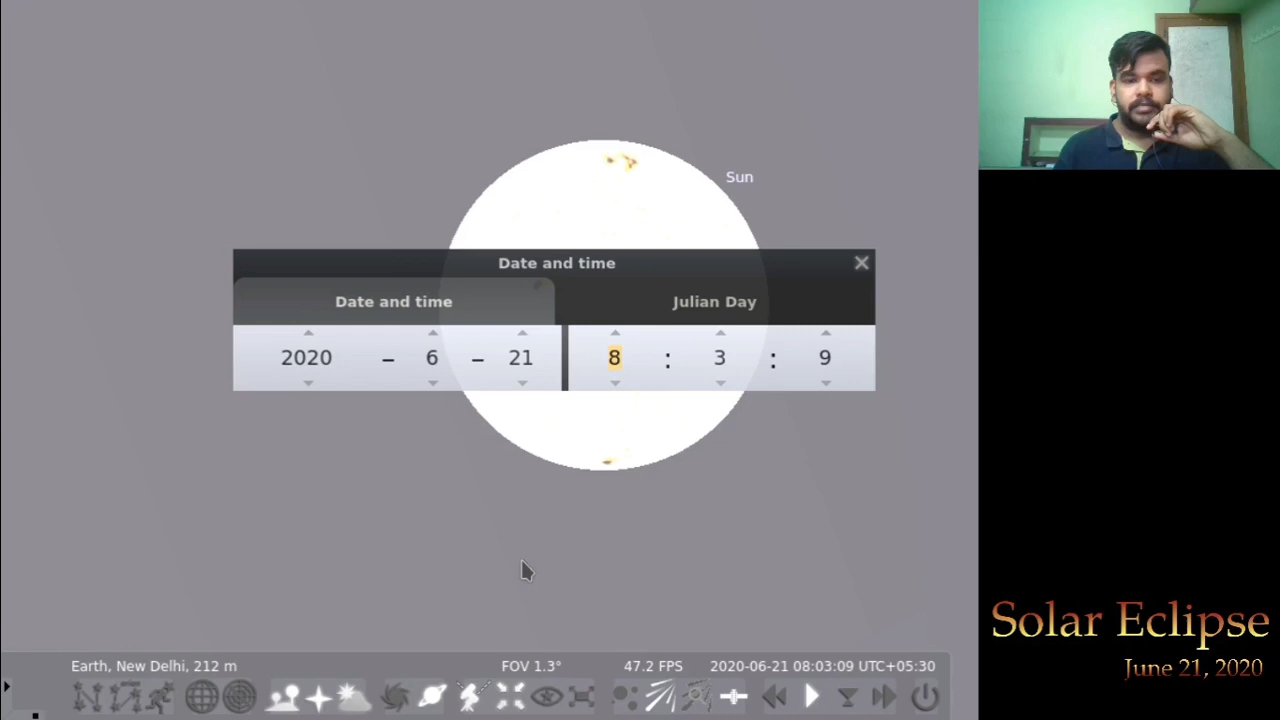 Sun
Date and time
Date and time
Julian Day
2020 – 6 – 21 8 : 3 : 9
Earth, New Delhi, 212 m FOV 1.3° 47.2 FPS 2020-06-21 08:03:09 UTC+05:30
Solar Eclipse
June 21, 2020